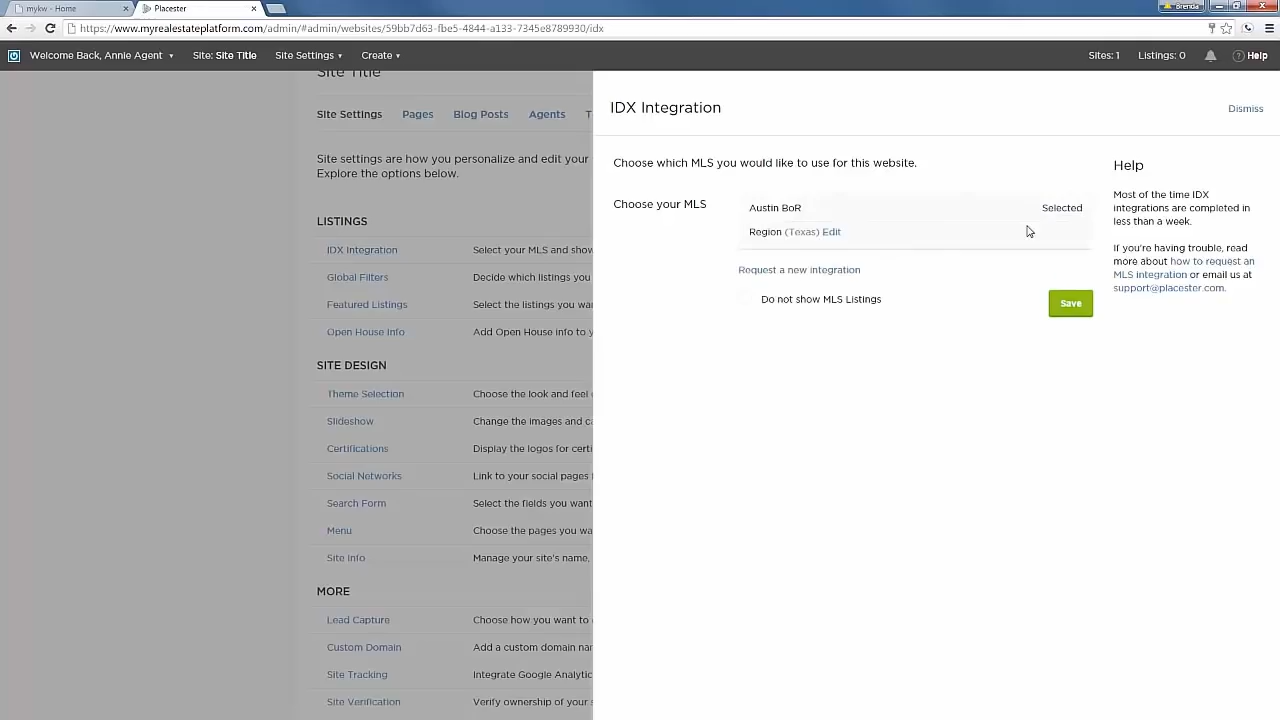 mykw - Home
Placester
Brenda
https://www.myrealestateplatform.com/admin/#admin/websites/59bb7d63-fbe5-4844-a133-7345e8789930/idx
Welcome Back, Annie Agent
Site: Site Title
Site Settings
Create
Sites: 1
Listings: 0
Help
Site Title
Site Settings
Pages
Blog Posts
Agents
T
Site settings are how you personalize and edit your
Explore the options below.
LISTINGS
IDX Integration
Select your MLS and show
Global Filters
Decide which listings you
Featured Listings
Select the listings you wan
Open House Info
Add Open House info to y
SITE DESIGN
Theme Selection
Choose the look and feel
Slideshow
Change the images and ca
Certifications
Display the logos for certi
Social Networks
Link to your social pages
Search Form
Select the fields you want
Menu
Choose the pages you wa
Site Info
Manage your site's name,
MORE
Lead Capture
Choose how you want to
Custom Domain
Add a custom domain nam
Site Tracking
Integrate Google Analytic
Site Verification
Verify ownership of your s
IDX Integration
Dismiss
Choose which MLS you would like to use for this website.
Choose your MLS
Austin BoR
Selected
Region (Texas) Edit
Request a new integration
Do not show MLS Listings
Save
Help
Most of the time IDX
integrations are completed in
less than a week.
If you're having trouble, read
more about how to request an
MLS integration or email us at
support@placester.com.